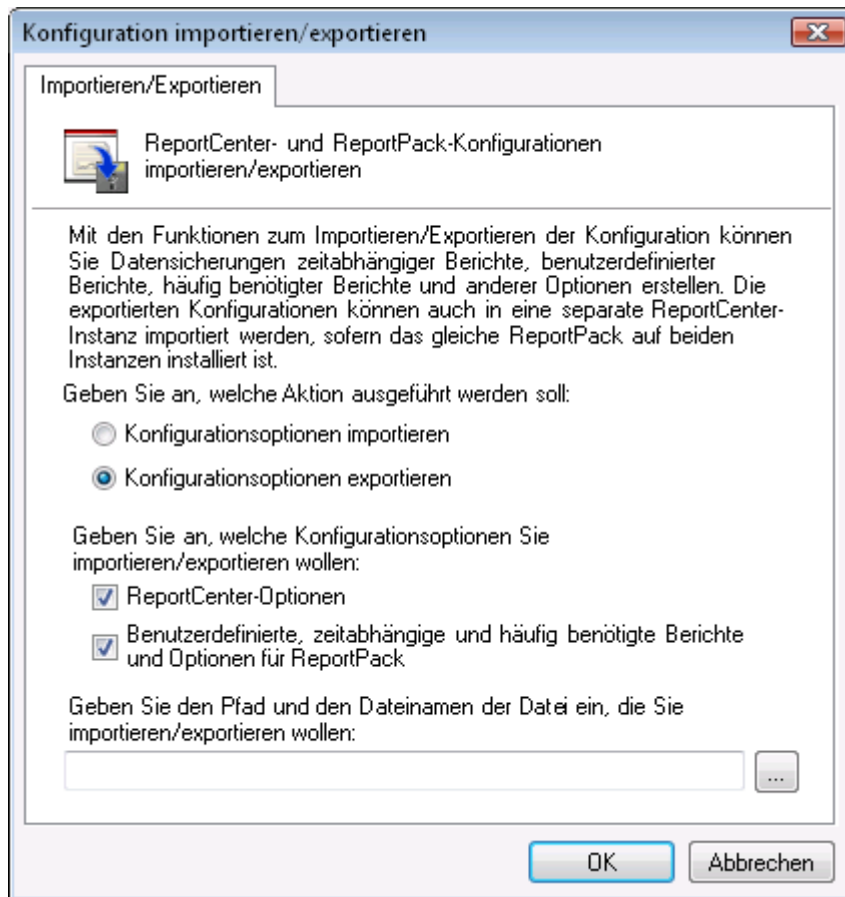 Konfiguration importieren/exportieren
Importieren/Exportieren
ReportCenter- und ReportPack-Konfigurationen
importieren/exportieren
Mit den Funktionen zum Importieren/Exportieren der Konfiguration können
Sie Datensicherungen zeitabhängiger Berichte, benutzerdefinierter
Berichte, häufig benötigter Berichte und anderer Optionen erstellen. Die
exportierten Konfigurationen können auch in eine separate ReportCenter-
Instanz importiert werden, sofern das gleiche ReportPack auf beiden
Instanzen installiert ist.
Geben Sie an, welche Aktion ausgeführt werden soll:
Konfigurationsoptionen importieren
Konfigurationsoptionen exportieren
Geben Sie an, welche Konfigurationsoptionen Sie
importieren/exportieren wollen:
ReportCenter-Optionen
Benutzerdefinierte, zeitabhängige und häufig benötigte Berichte
und Optionen für ReportPack
Geben Sie den Pfad und den Dateinamen der Datei ein, die Sie
importieren/exportieren wollen:
...
OK
Abbrechen